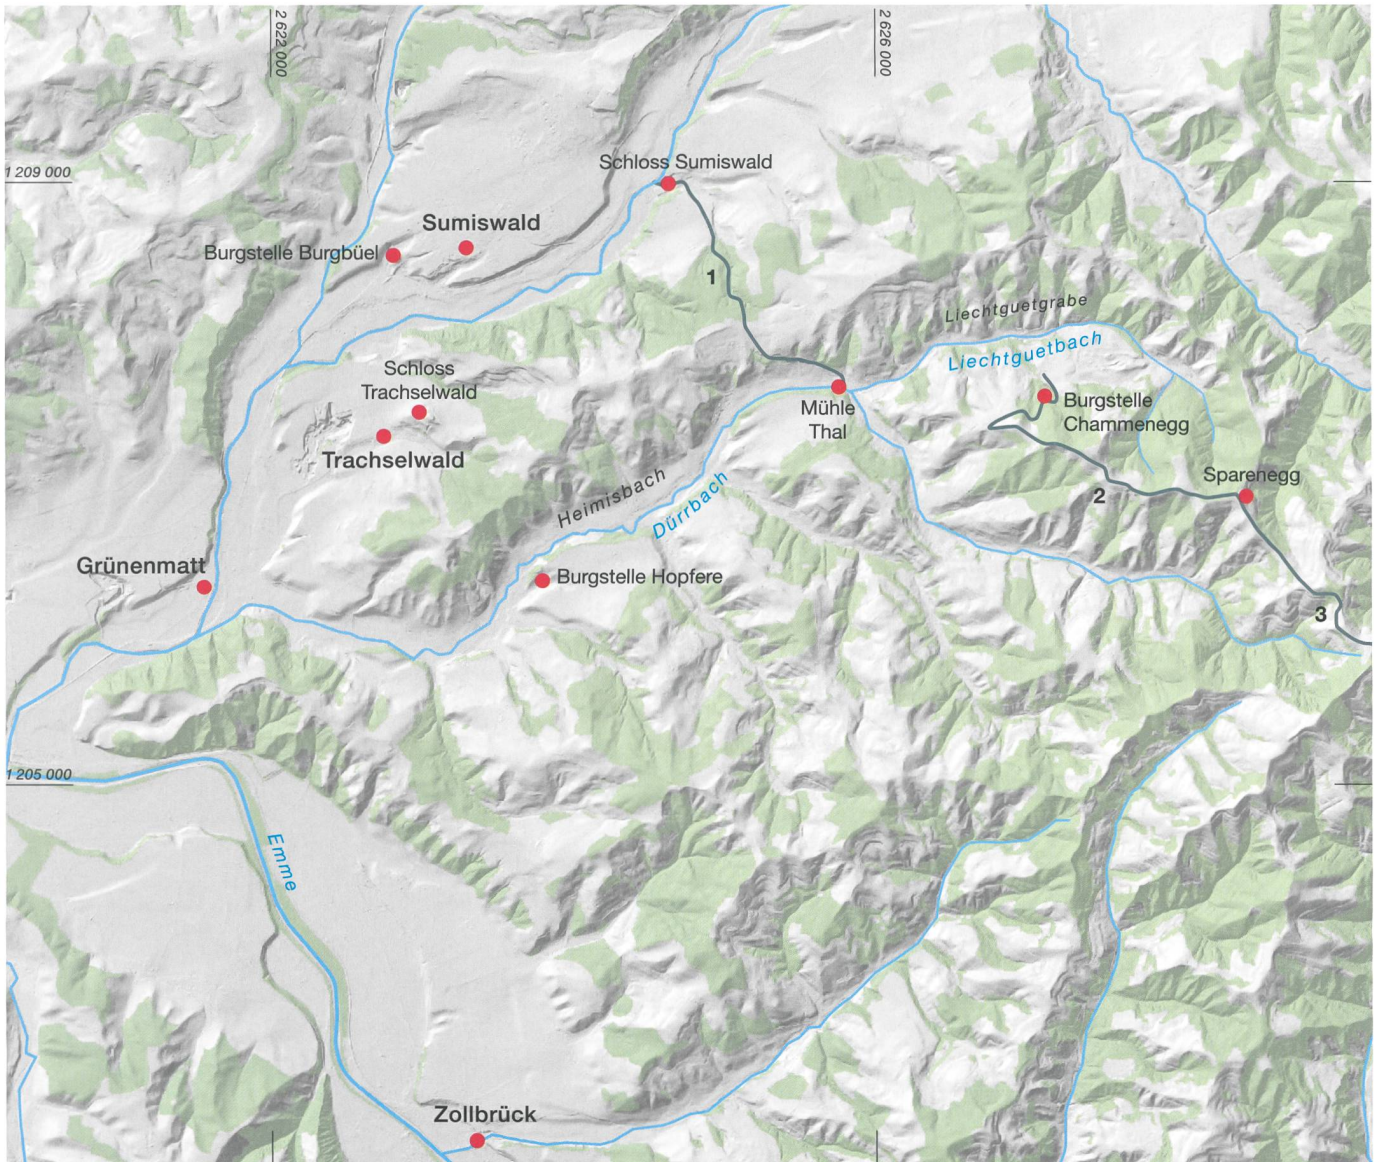 2 622 000
2 626 000
Schloss Sumiswald
1 209 000
Sumiswald
Burgstelle Burgbüel
1
Liechtguetgrabe
Liechtguetbach
Schloss
Trachselwald
Mühle
Thal
Burgstelle
Chammenegg
Trachselwald
Sparenegg
2
Heimisbach
Dürrbach
Grünenmatt
Burgstelle Hopfere
3
1 205 000
Emme
Zollbrück